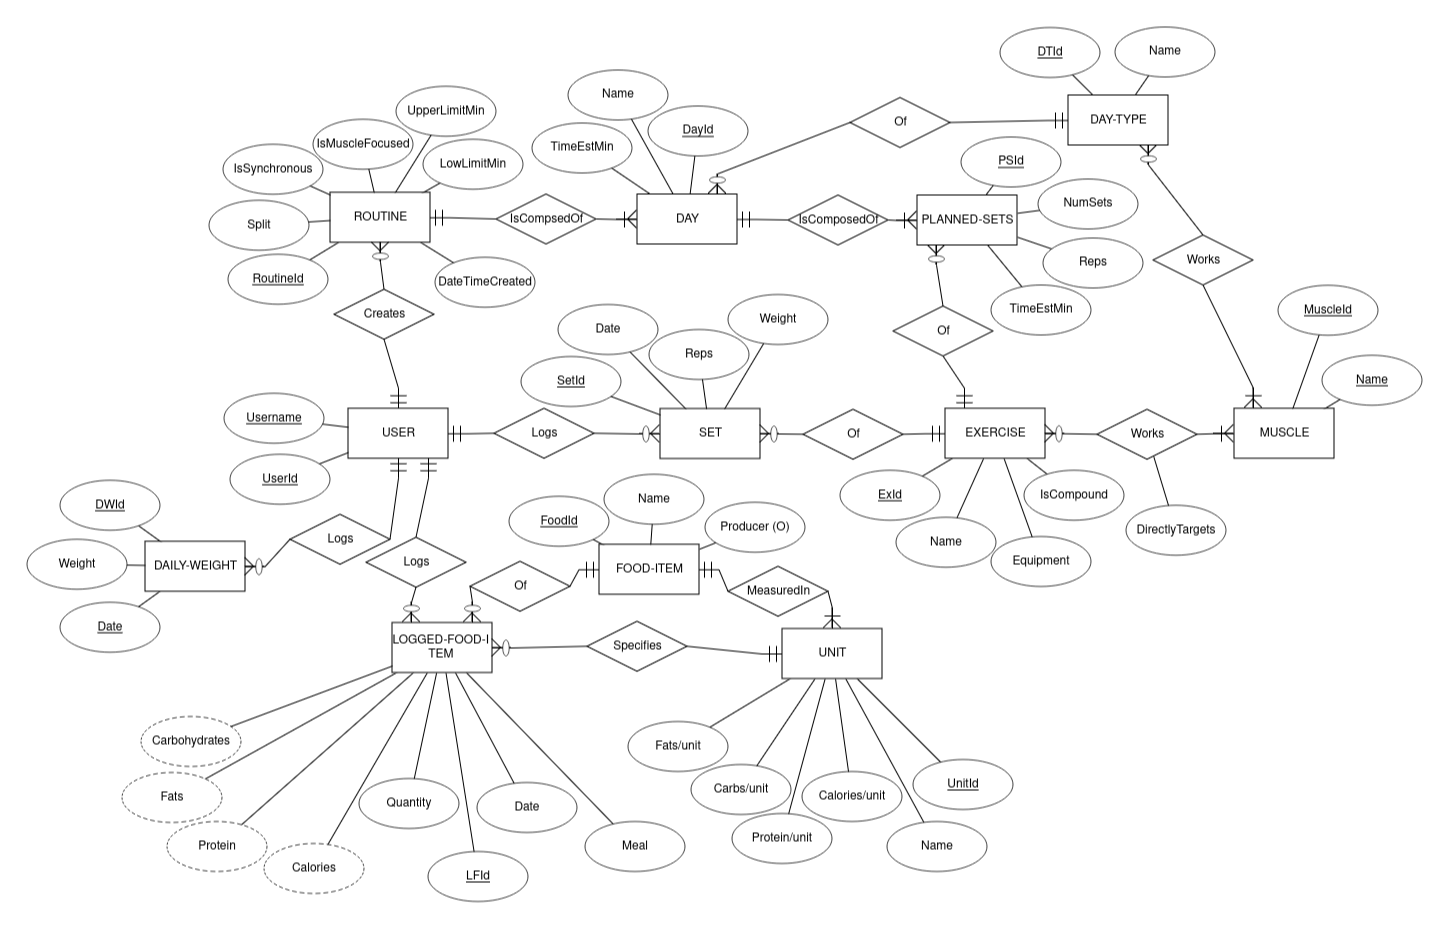 DTId
Name
Name
UpperLimitMin
DayId
DAY-TYPE
Of
IsMuscleFocused
TimeEstMin
LowLimitMin
PSId
IsSynchronous
NumSets
ROUTINE
IsCompsedOf
DAY
IsComposedOf
PLANNED-SETS
Split
Works
Reps
RoutineId
DateTimeCreated
TimeEstMin
MuscleId
Creates
Weight
Date
Of
Reps
SetId
Name
Username
USER
Logs
SET
Of
EXERCISE
Works
MUSCLE
UserId
ExId
IsCompound
DWId
Name
FoodId
Producer (O)
DirectlyTargets
Logs
Name
Equipment
Weight
DAILY-WEIGHT
Logs
FOOD-ITEM
Of
MeasuredIn
Date
LOGGED-FOOD-I
TEM
Specifies
UNIT
Carbohydrates
Fats/unit
UnitId
Carbs/unit
Fats
Calories/unit
Quantity
Date
Protein/unit
Protein
Meal
Name
Calories
LFId